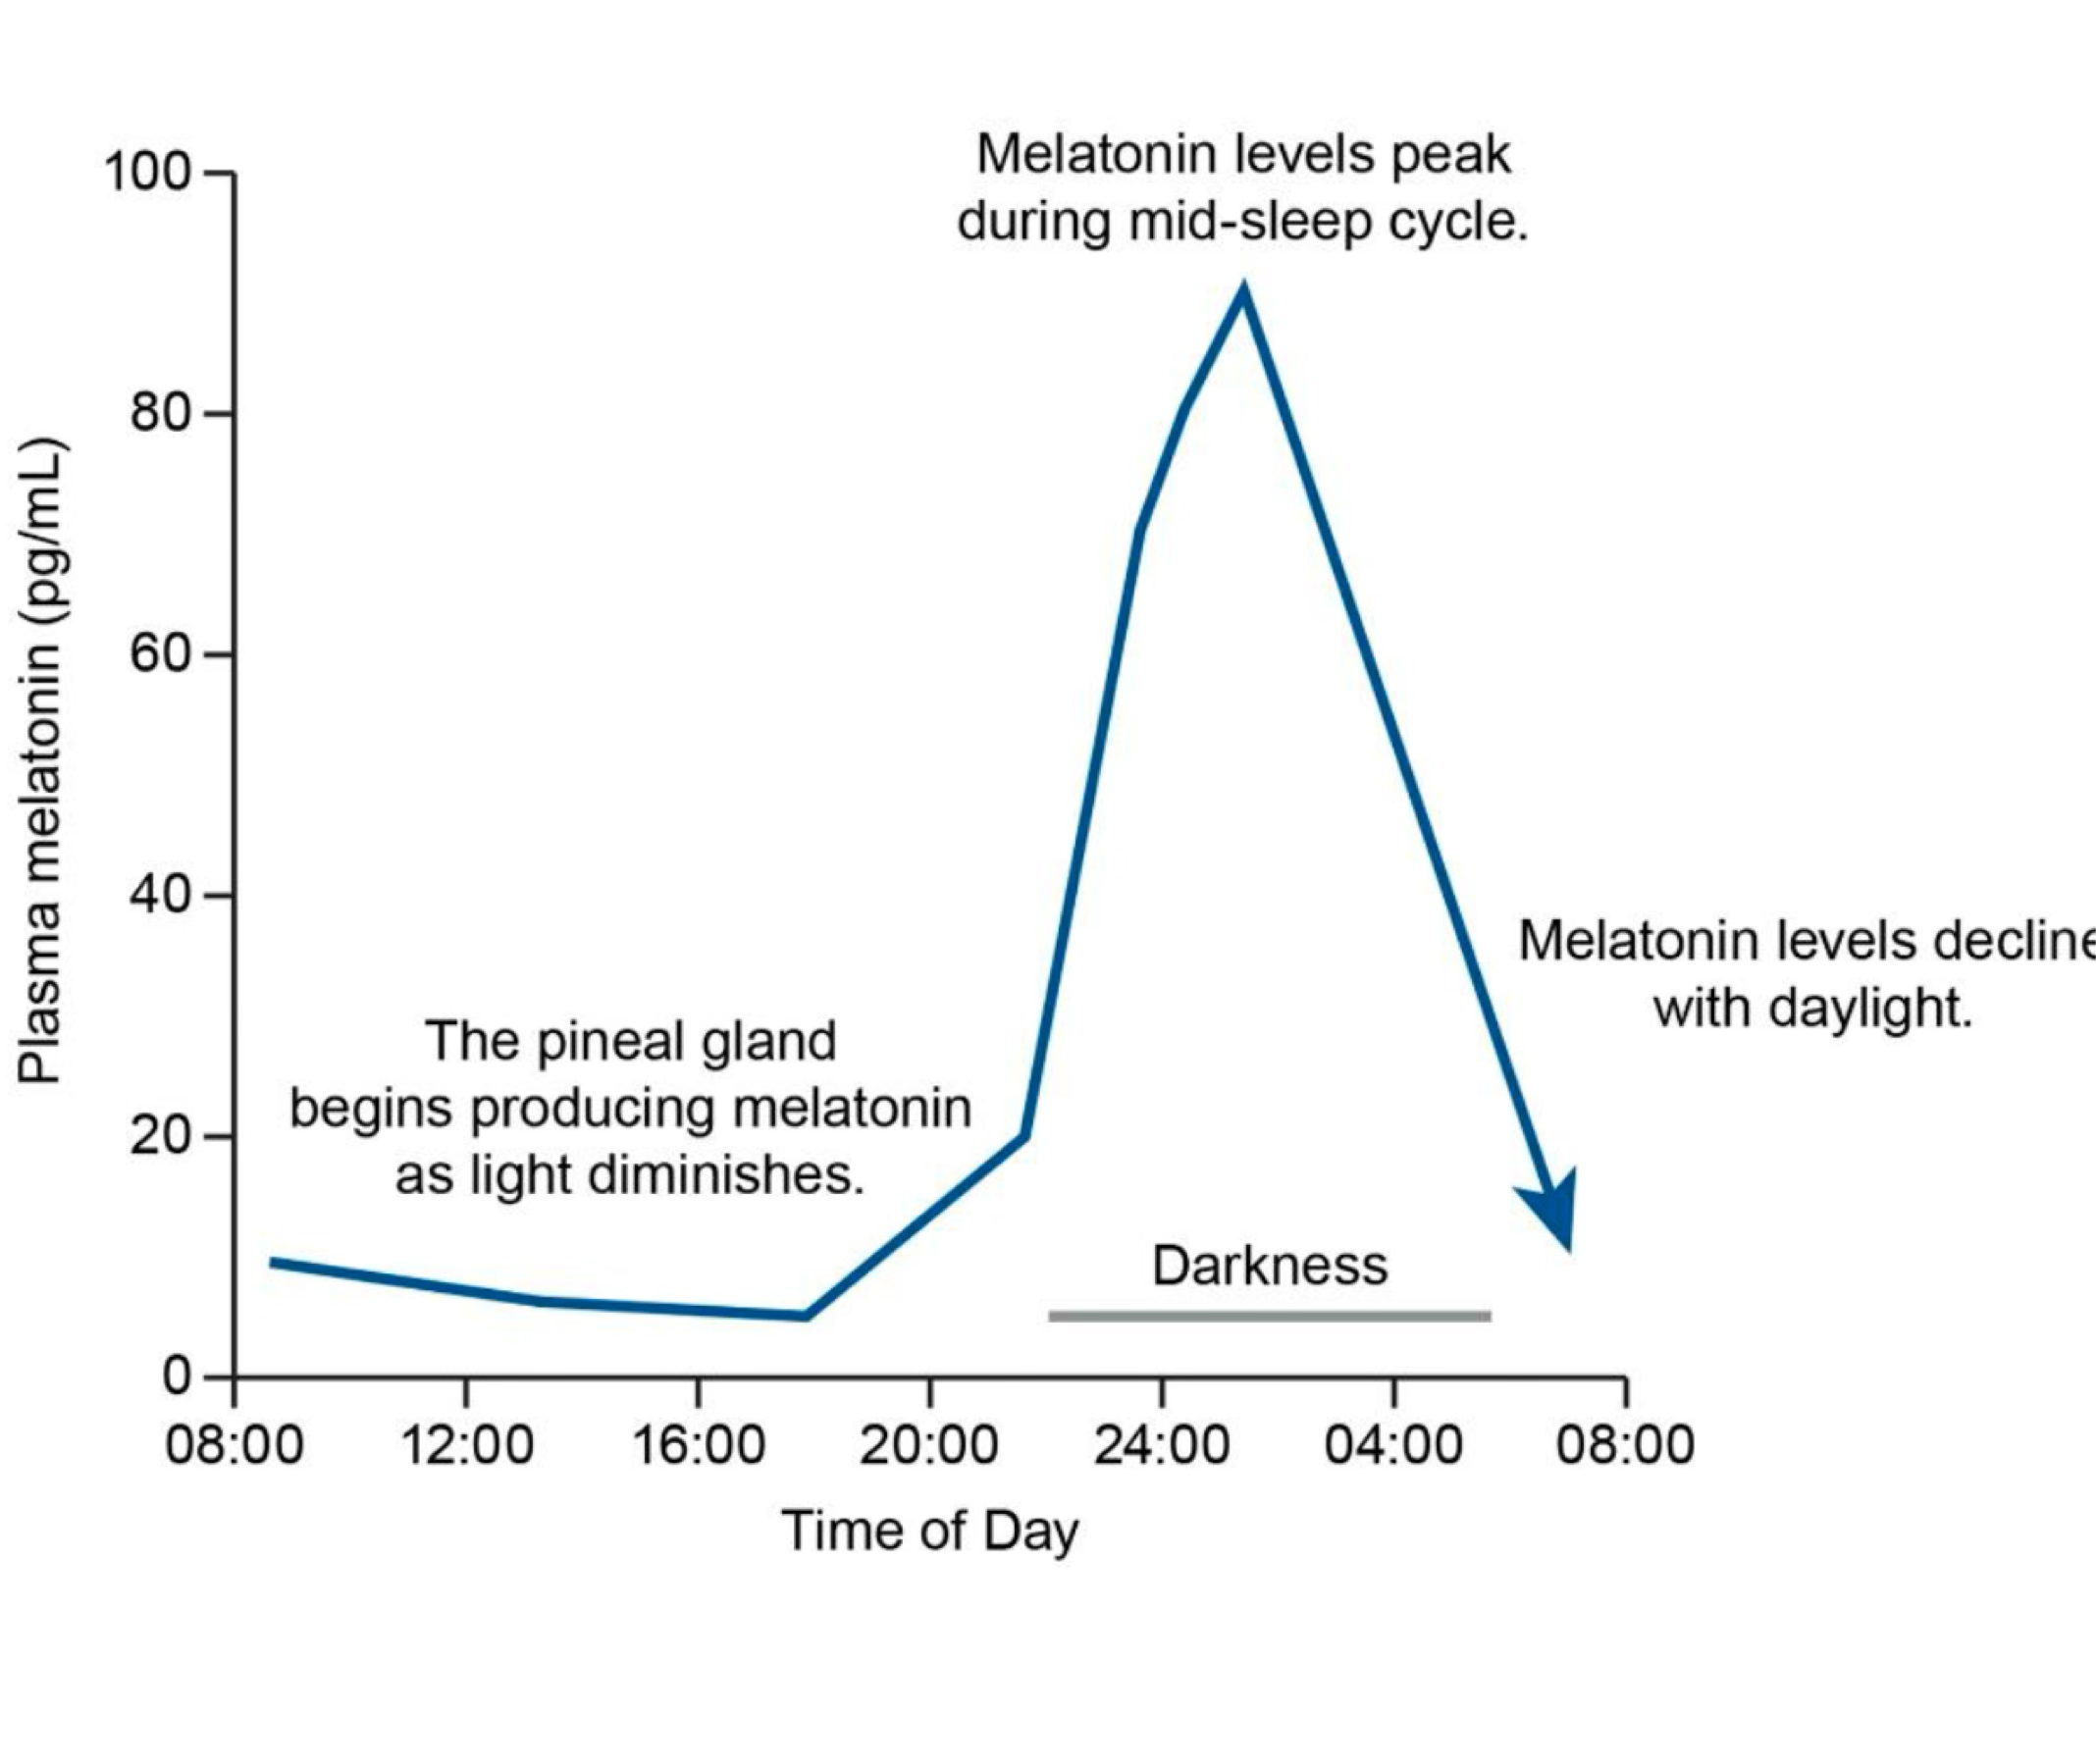 Melatonin levels peak
during mid-sleep cycle.
100
80
60
40
20
0
Plasma melatonin (pg/mL)
The pineal gland
begins producing melatonin
as light diminishes.
Melatonin levels decline
with daylight.
Darkness
08:00 12:00 16:00 20:00 24:00 04:00 08:00
Time of Day